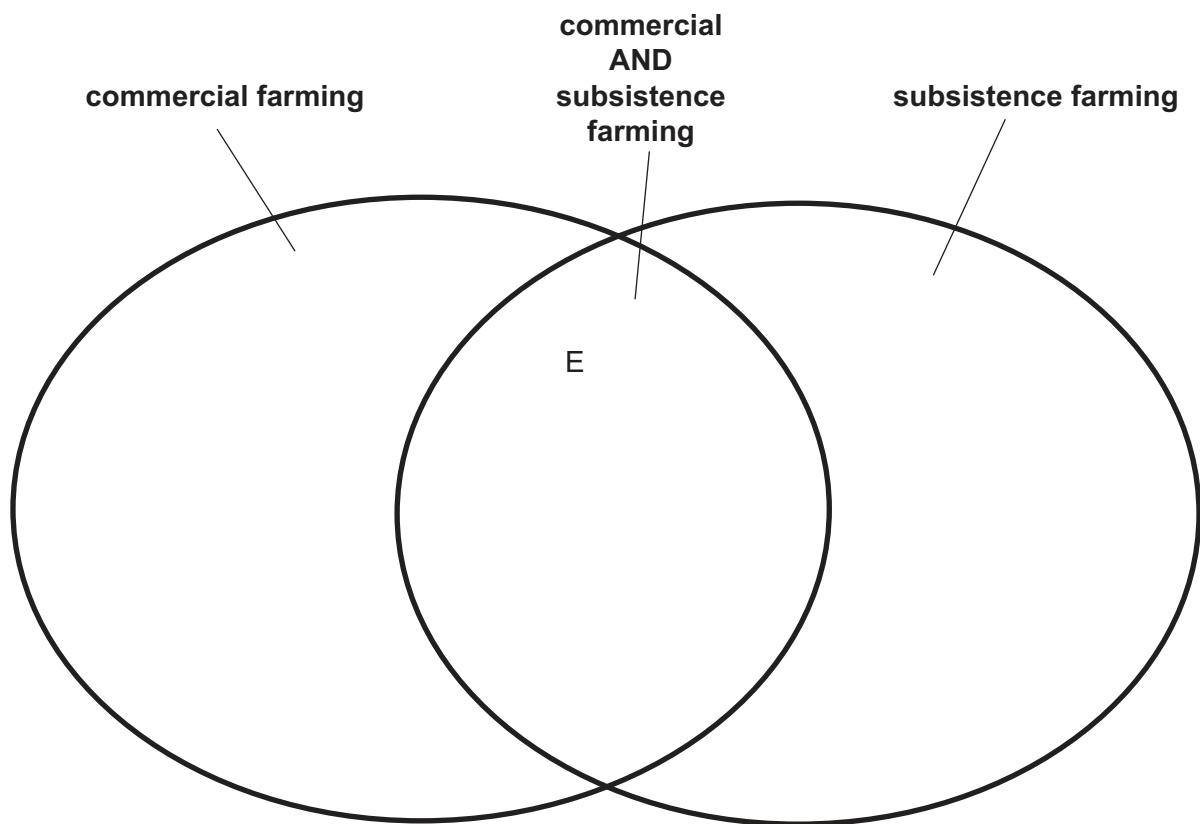 commercial farming
commercial
AND
subsistence
farming
subsistence farming
E